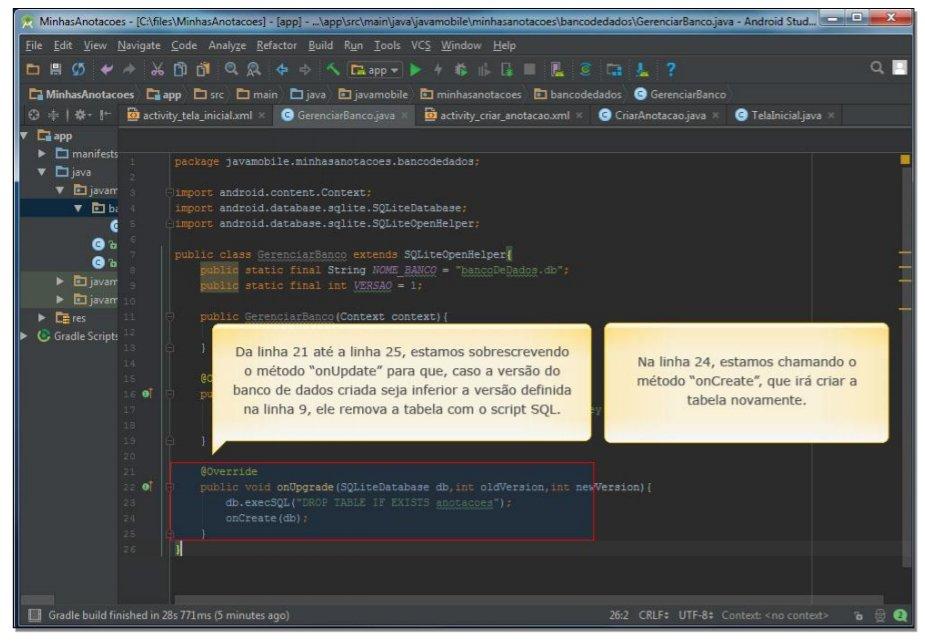 MinhasAnotacoes - [C:\files\MinhasAnotacoes] - [app] - ...\app\src\main\java\javamobile\minhasanotacoes\bancodedados\GerenciarBanco.java - Android Stud...
File Edit View Navigate Code Analyze Refactor Build Run Tools VCS Window Help
app
MinhasAnotacoes app src main java javamobile minhasanotacoes bancodedados GerenciarBanco
activity_tela_inicial.xml GerenciarBanco.java activity_criar_anotacao.xml CriarAnotacao.java TelaInicial.java
app
manifests
java
javam
ba
javam
javam
res
Gradle Scripts
1 package javamobile.minhasanotacoes.bancodedados;
2
3 import android.content.Context;
4 import android.database.sqlite.SQLiteDatabase;
5 import android.database.sqlite.SQLiteOpenHelper;
6
7 public class GerenciarBanco extends SQLiteOpenHelper{
8 public static final String NOME_BANCO = "bancoDeDados.db";
9 public static final int VERSAO = 1;
10
11 public GerenciarBanco(Context context){
12
13 }
14
15
16 pu
17 ey
18
19 }
20
21 @Override
22 public void onUpgrade(SQLiteDatabase db,int oldVersion,int newVersion){
23 db.execSQL("DROP TABLE IF EXISTS anotacoes");
24 onCreate(db);
25 }
26 }
Da linha 21 até a linha 25, estamos sobrescrevendo
o método "onUpdate" para que, caso a versão do
banco de dados criada seja inferior a versão definida
na linha 9, ele remova a tabela com o script SQL.
Na linha 24, estamos chamando o
método "onCreate", que irá criar a
tabela novamente.
Gradle build finished in 28s 771ms (5 minutes ago) 26:2 CRLF UTF-8 Context: <no context> 2